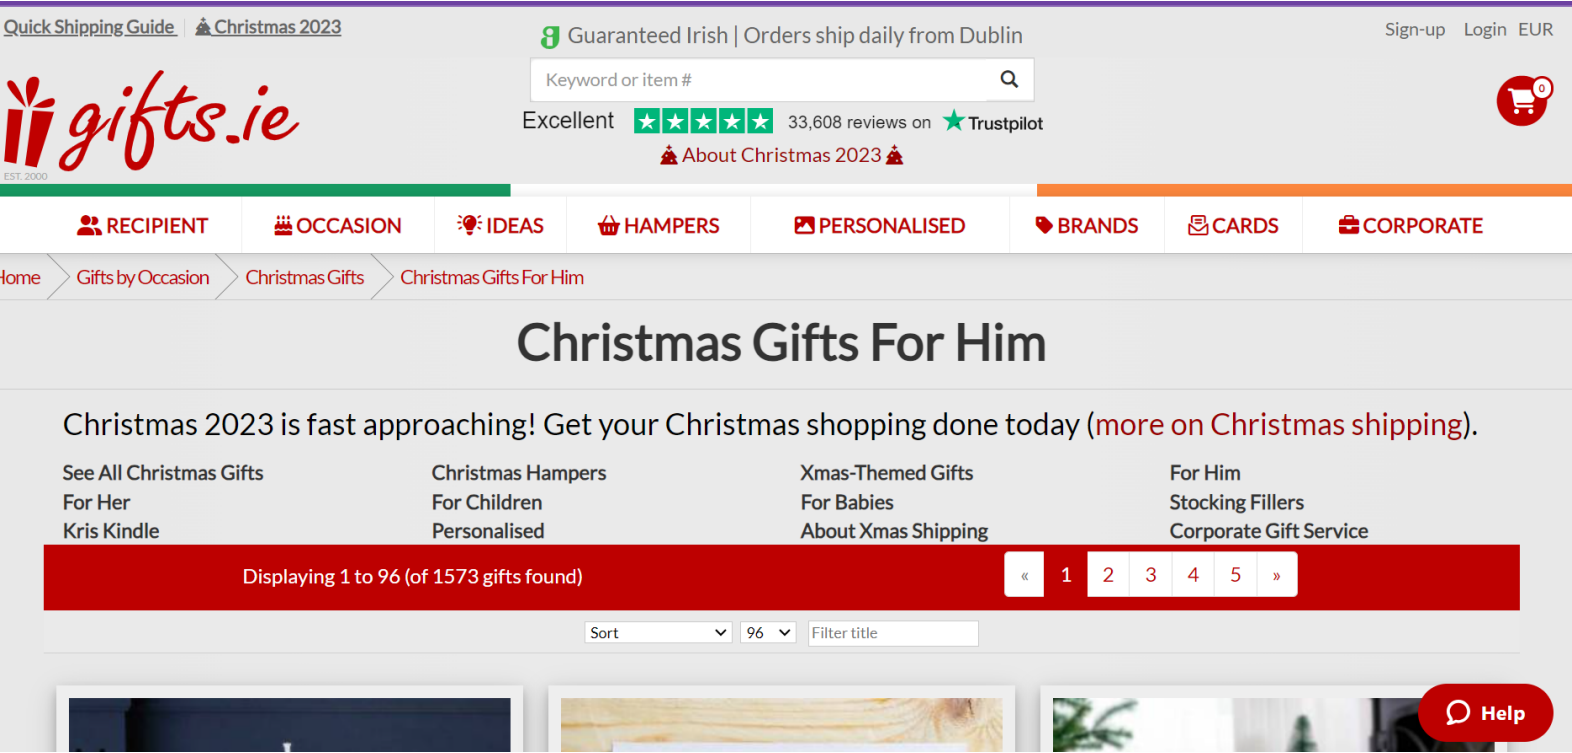 Quick Shipping Guide
Christmas 2023
Guaranteed Irish | Orders ship daily from Dublin
Sign-up Login EUR
Keyword or item #
gifts.ie
EST. 2000
0
Excellent 33,608 reviews on Trustpilot
About Christmas 2023
RECIPIENT OCCASION IDEAS HAMPERS PERSONALISED BRANDS CARDS CORPORATE
Home Gifts by Occasion Christmas Gifts Christmas Gifts For Him
Christmas Gifts For Him
Christmas 2023 is fast approaching! Get your Christmas shopping done today (more on Christmas shipping).
See All Christmas Gifts Christmas Hampers Xmas-Themed Gifts For Him
For Her For Children For Babies Stocking Fillers
Kris Kindle Personalised About Xmas Shipping Corporate Gift Service
Displaying 1 to 96 (of 1573 gifts found) « 1 2 3 4 5 »
Sort 96 Filter title
Help